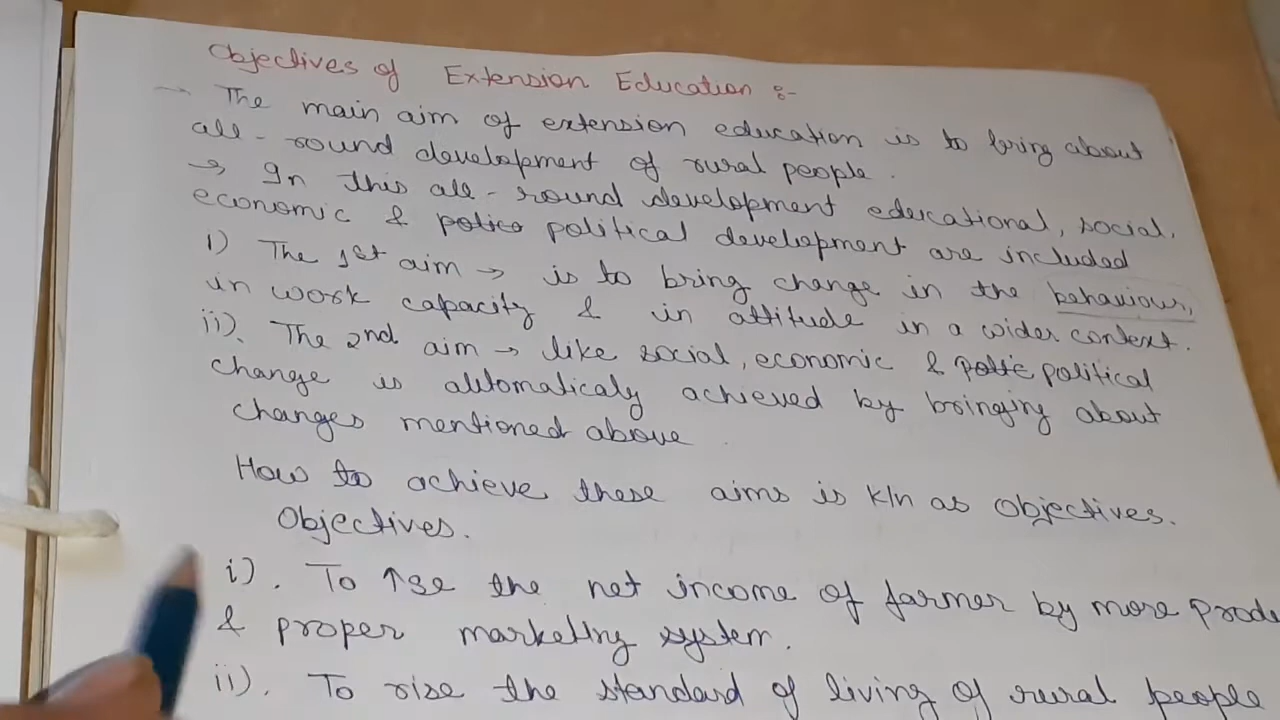 Objectives of Extension Education :-
→ The main aim of extension education is to bring about
all-round development of rural people.
→ In this all-round development educational, social,
economic & politico political development are included
i) The 1st aim → is to bring change in the behaviour,
in work capacity & in attitude in a wider context.
ii). The 2nd aim → like social, economic & politic political
change is automaticaly achieved by bringing about
changes mentioned above.
How to achieve these aims is k/n as objectives.
Objectives.
i). To ↑se the net income of farmer by more
& proper marketing system.
ii). To rise the standard of living of rural people